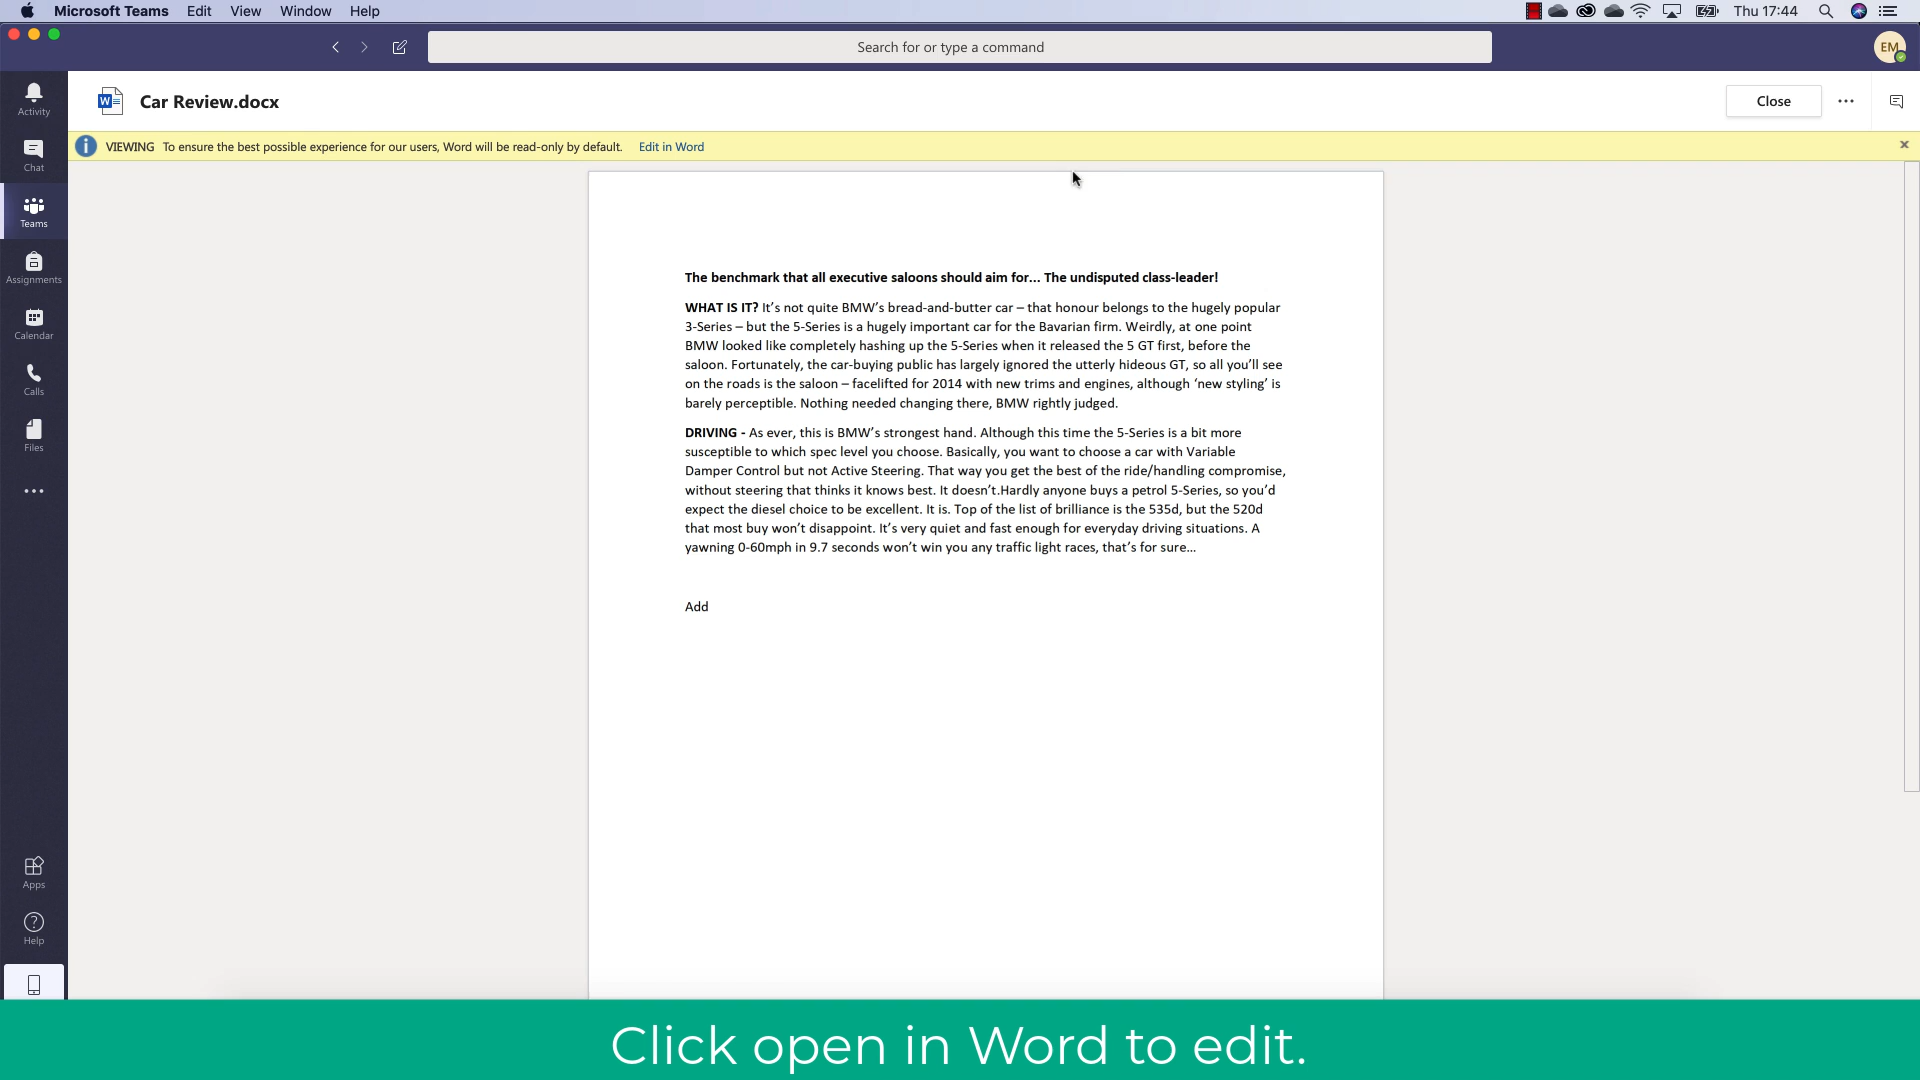 Microsoft Teams Edit View Window Help Thu 17:44
Search for or type a command EM
Activity
Chat
Teams
Assignments
Calendar
Calls
Files
Apps
Help
W Car Review.docx Close
VIEWING To ensure the best possible experience for our users, Word will be read-only by default. Edit in Word
The benchmark that all executive saloons should aim for... The undisputed class-leader!
WHAT IS IT? It’s not quite BMW’s bread-and-butter car – that honour belongs to the hugely popular
3-Series – but the 5-Series is a hugely important car for the Bavarian firm. Weirdly, at one point
BMW looked like completely hashing up the 5-Series when it released the 5 GT first, before the
saloon. Fortunately, the car-buying public has largely ignored the utterly hideous GT, so all you’ll see
on the roads is the saloon – facelifted for 2014 with new trims and engines, although ‘new styling’ is
barely perceptible. Nothing needed changing there, BMW rightly judged.
DRIVING - As ever, this is BMW’s strongest hand. Although this time the 5-Series is a bit more
susceptible to which spec level you choose. Basically, you want to choose a car with Variable
Damper Control but not Active Steering. That way you get the best of the ride/handling compromise,
without steering that thinks it knows best. It doesn’t.Hardly anyone buys a petrol 5-Series, so you’d
expect the diesel choice to be excellent. It is. Top of the list of brilliance is the 535d, but the 520d
that most buy won’t disappoint. It’s very quiet and fast enough for everyday driving situations. A
yawning 0-60mph in 9.7 seconds won’t win you any traffic light races, that’s for sure...
Add
Click open in Word to edit.